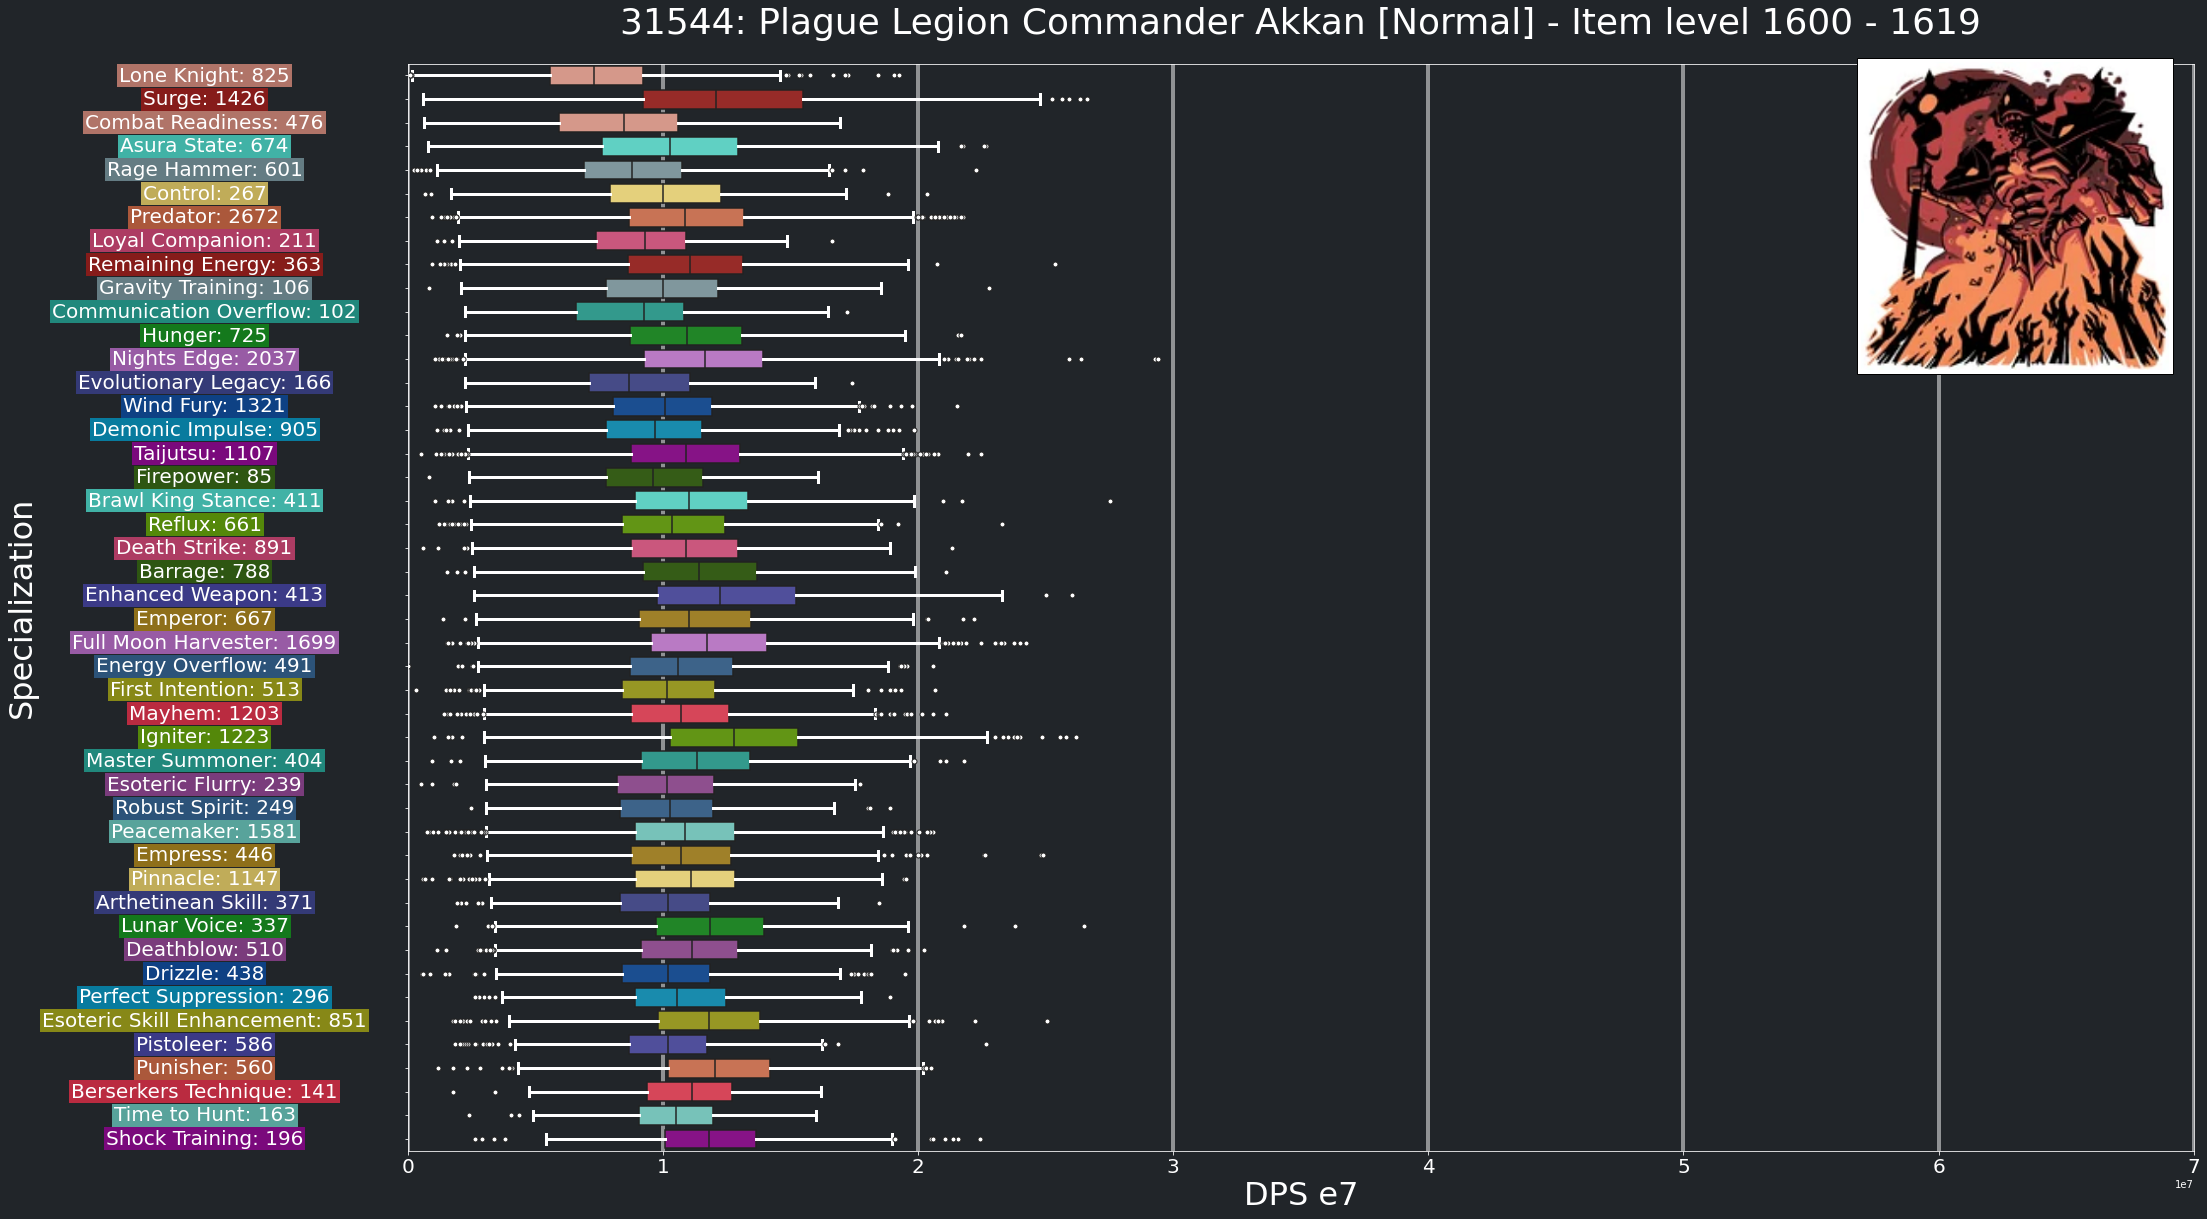 31544: Plague Legion Commander Akkan [Normal] - Item level 1600 - 1619
Specialization
Lone Knight: 825
Surge: 1426
Combat Readiness: 476
Asura State: 674
Rage Hammer: 601
Control: 267
Predator: 2672
Loyal Companion: 211
Remaining Energy: 363
Gravity Training: 106
Communication Overflow: 102
Hunger: 725
Nights Edge: 2037
Evolutionary Legacy: 166
Wind Fury: 1321
Demonic Impulse: 905
Taijutsu: 1107
Firepower: 85
Brawl King Stance: 411
Reflux: 661
Death Strike: 891
Barrage: 788
Enhanced Weapon: 413
Emperor: 667
Full Moon Harvester: 1699
Energy Overflow: 491
First Intention: 513
Mayhem: 1203
Igniter: 1223
Master Summoner: 404
Esoteric Flurry: 239
Robust Spirit: 249
Peacemaker: 1581
Empress: 446
Pinnacle: 1147
Arthetinean Skill: 371
Lunar Voice: 337
Deathblow: 510
Drizzle: 438
Perfect Suppression: 296
Esoteric Skill Enhancement: 851
Pistoleer: 586
Punisher: 560
Berserkers Technique: 141
Time to Hunt: 163
Shock Training: 196
0 1 2 3 4 5 6 7
1e7
DPS e7